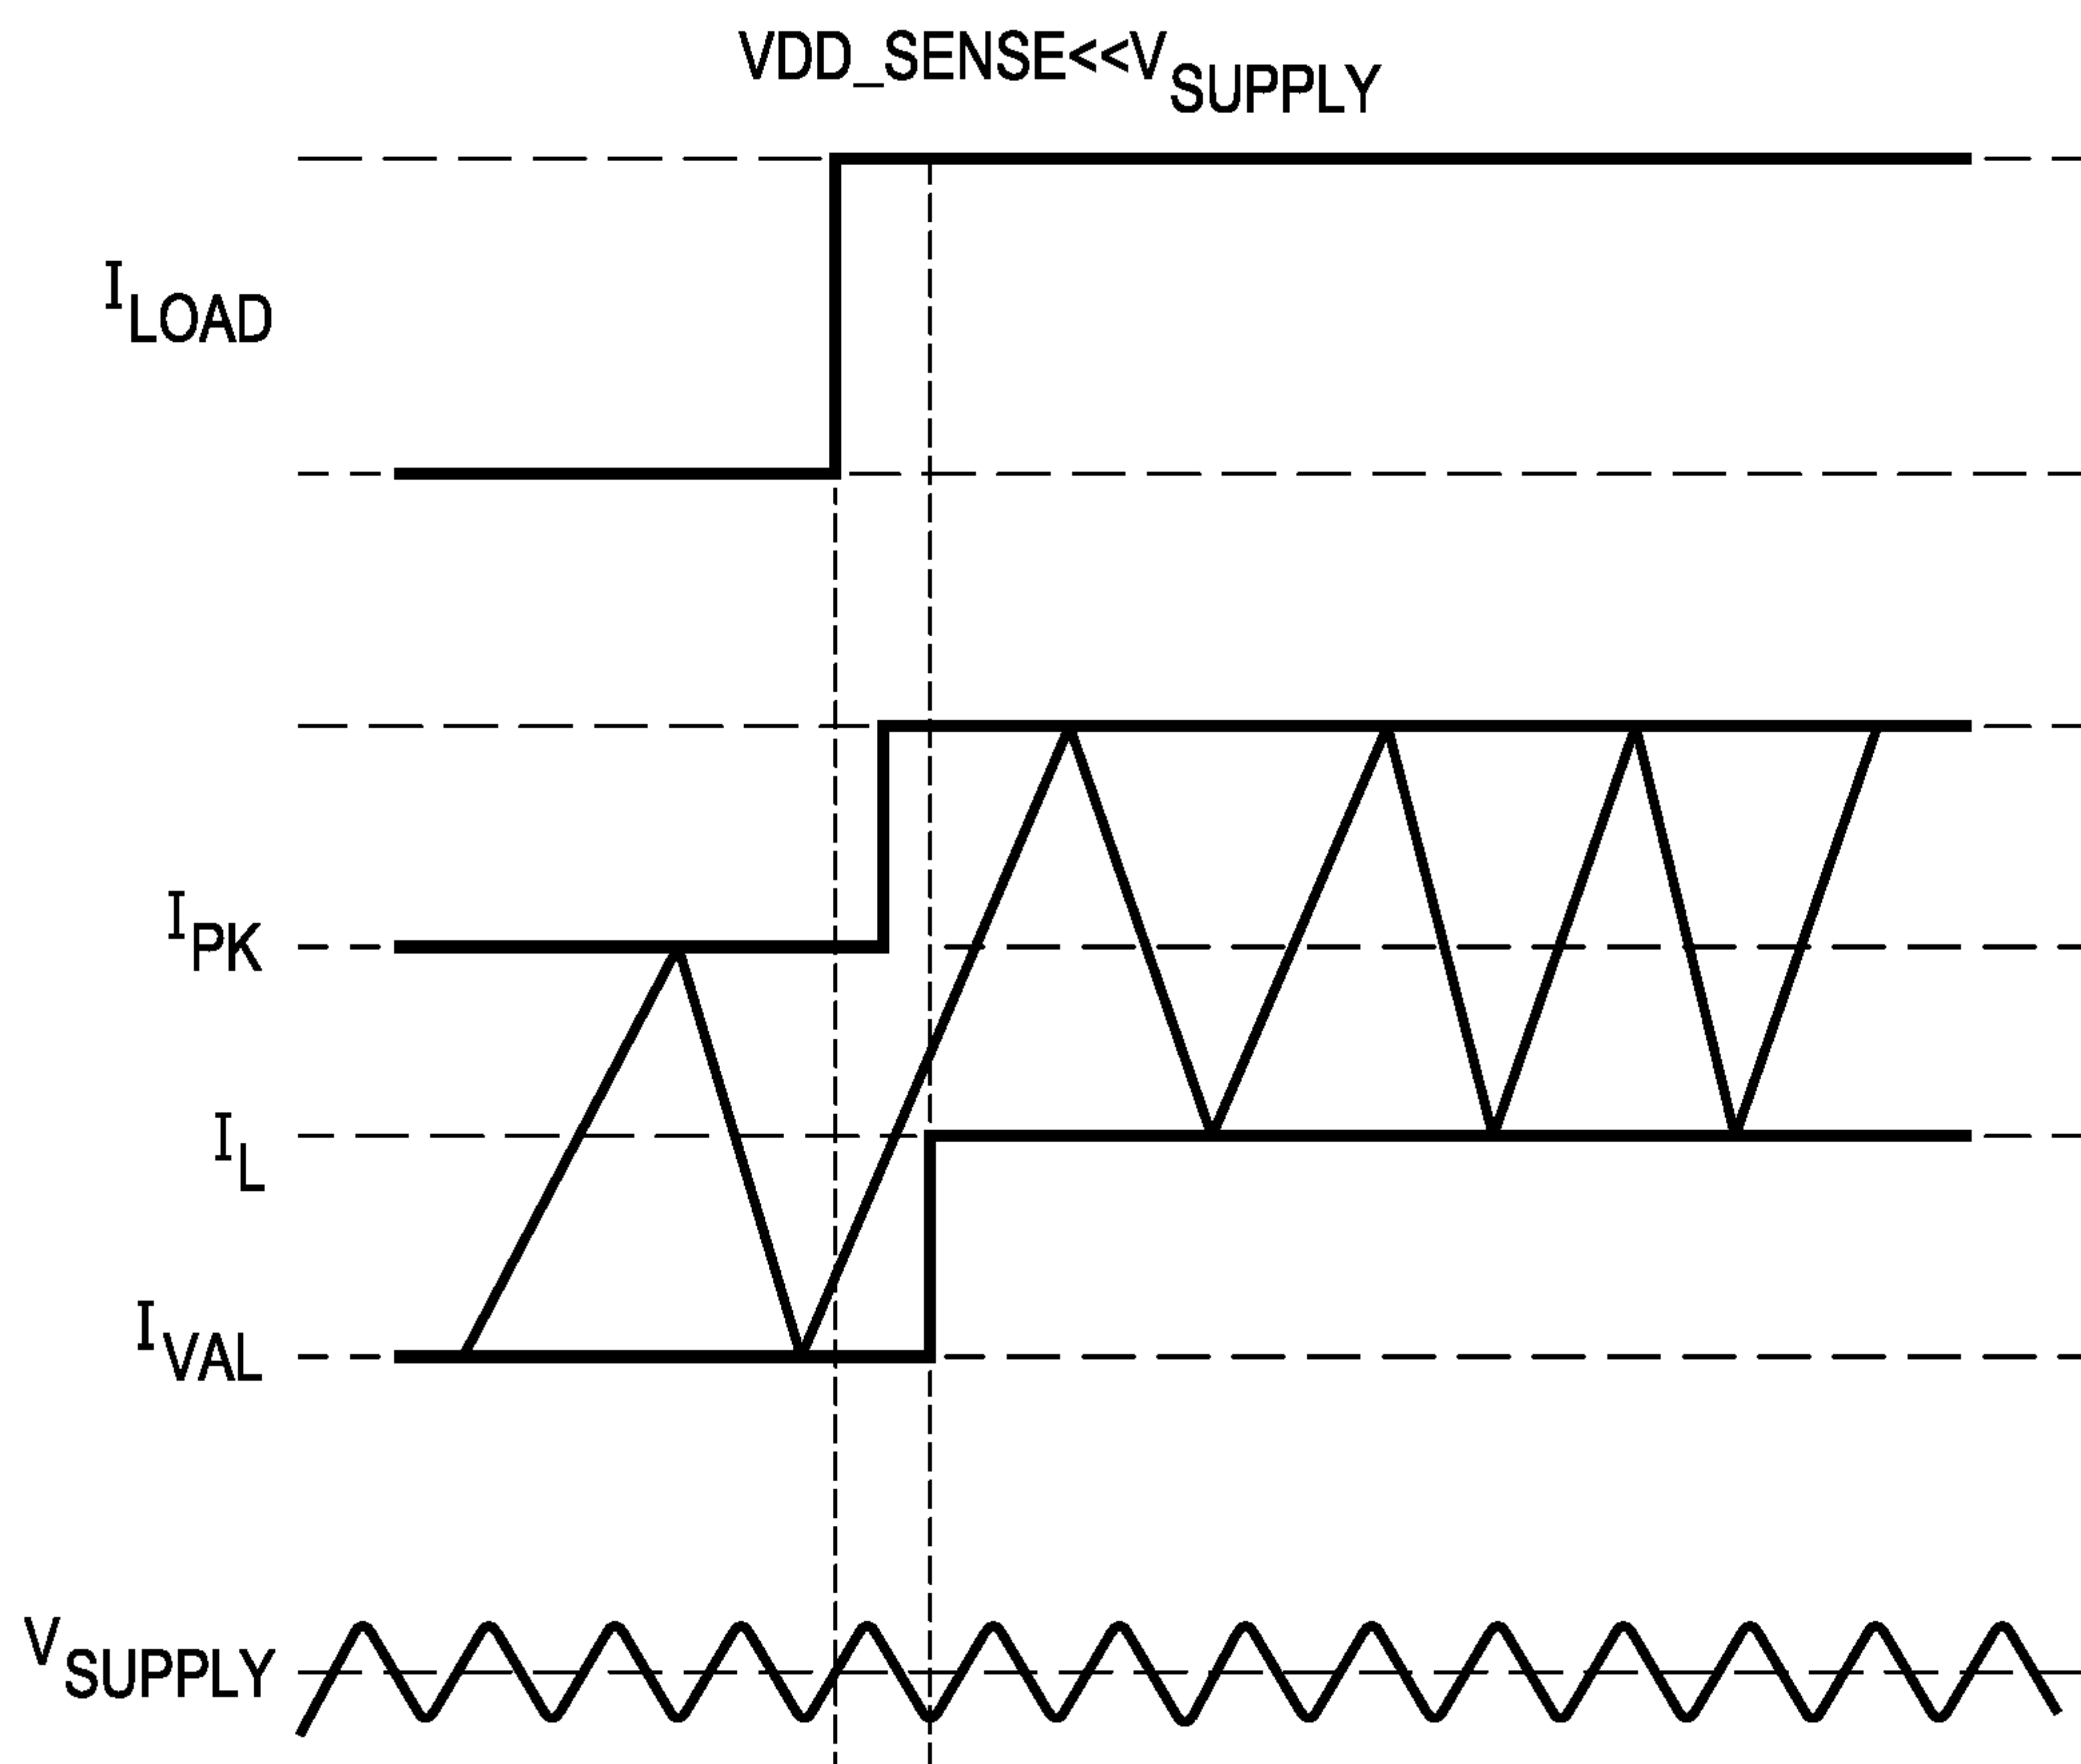 VDD_SENSE<<VSUPPLY
ILOAD
IPK
IL
IVAL
VSUPPLY